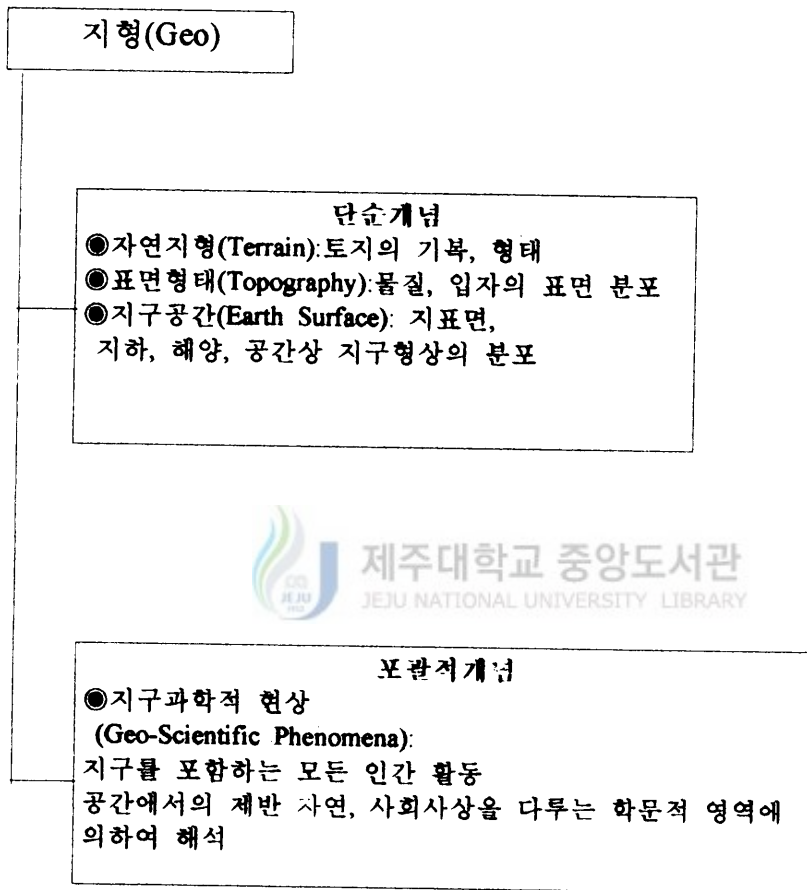 지형(Geo)
단순개념
◉자연지형(Terrain):토지의 기복, 형태
◉표면형태(Topography):물질, 입자의 표면 분포
◉지구공간(Earth Surface): 지표면,
지하, 해양, 공간상 지구형상의 분포
제주대학교 중앙도서관
JEJU NATIONAL UNIVERSITY LIBRARY
JEJU
1952
포괄적개념
◉지구과학적 현상
(Geo-Scientific Phenomena):
지구를 포함하는 모든 인간 활동
공간에서의 제반 자연, 사회사상을 다루는 학문적 영역에
의하여 해석